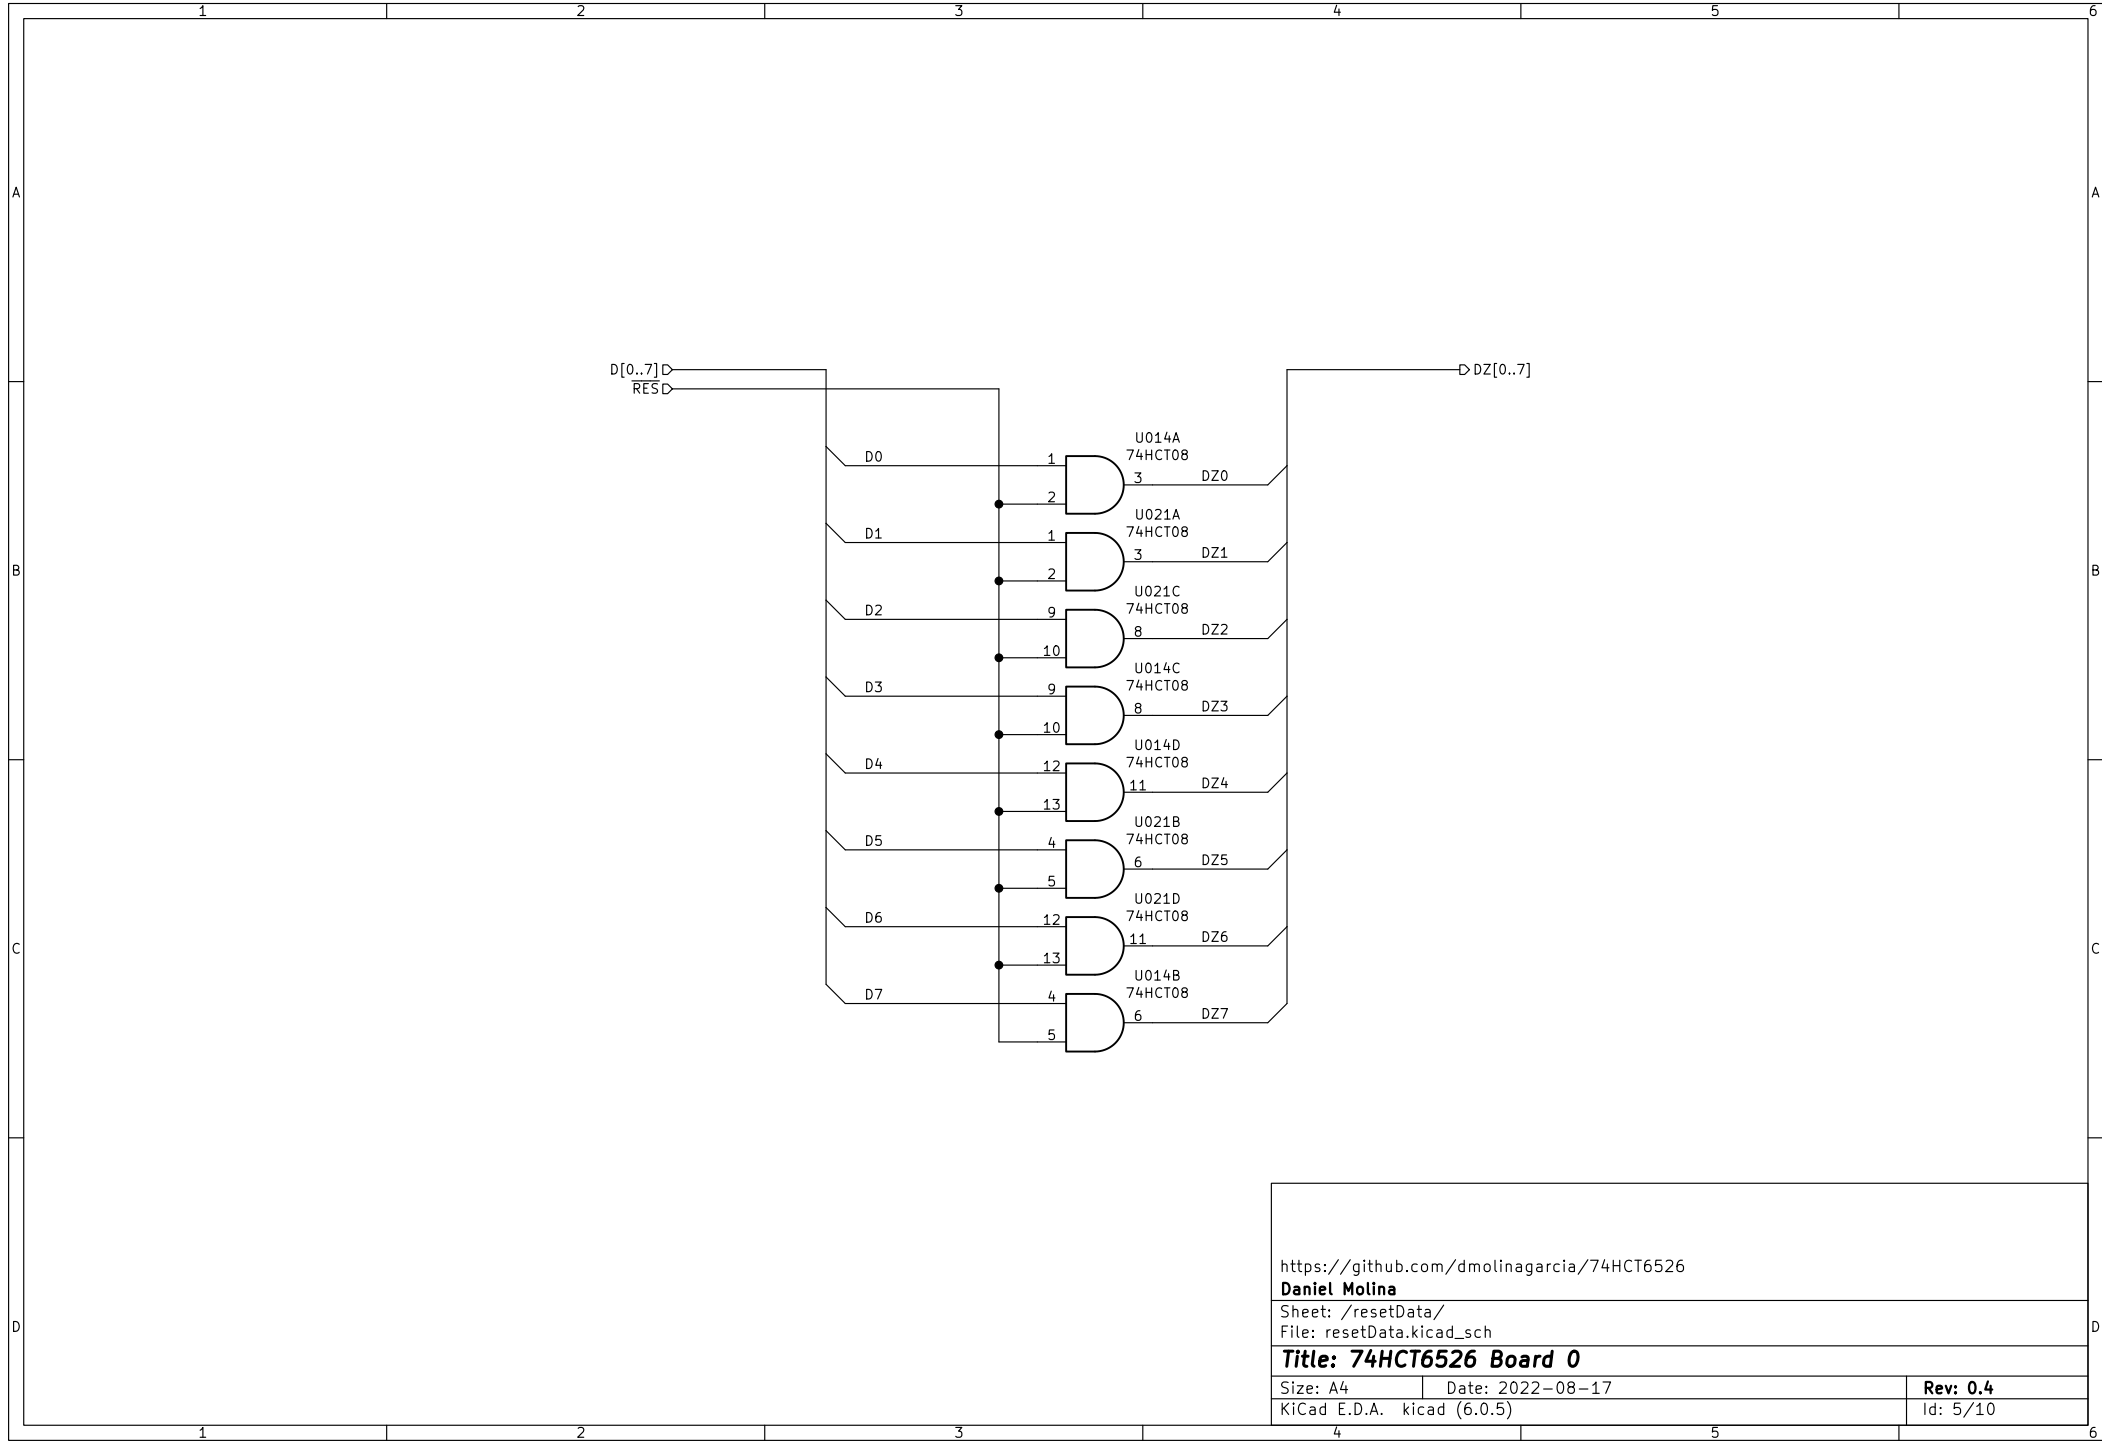 1 2 3 4 5 6
A A
D[0..7] DZ[0..7]
RES
U014A
74HCT08
D0 1 3 DZ0
2
U021A
74HCT08
D1 1 3 DZ1
2
U021C
74HCT08
D2 9 8 DZ2
10
B B
U014C
74HCT08
D3 9 8 DZ3
10
U014D
74HCT08
D4 12 11 DZ4
13
U021B
74HCT08
D5 4 6 DZ5
5
U021D
74HCT08
D6 12 11 DZ6
13
C C
U014B
74HCT08
D7 4 6 DZ7
5
https://github.com/dmolinagarcia/74HCT6526
Daniel Molina
Sheet: /resetData/
File: resetData.kicad_sch
D D
Title: 74HCT6526 Board 0
Size: A4 Date: 2022-08-17 Rev: 0.4
KiCad E.D.A. kicad (6.0.5) Id: 5/10
1 2 3 4 5 6